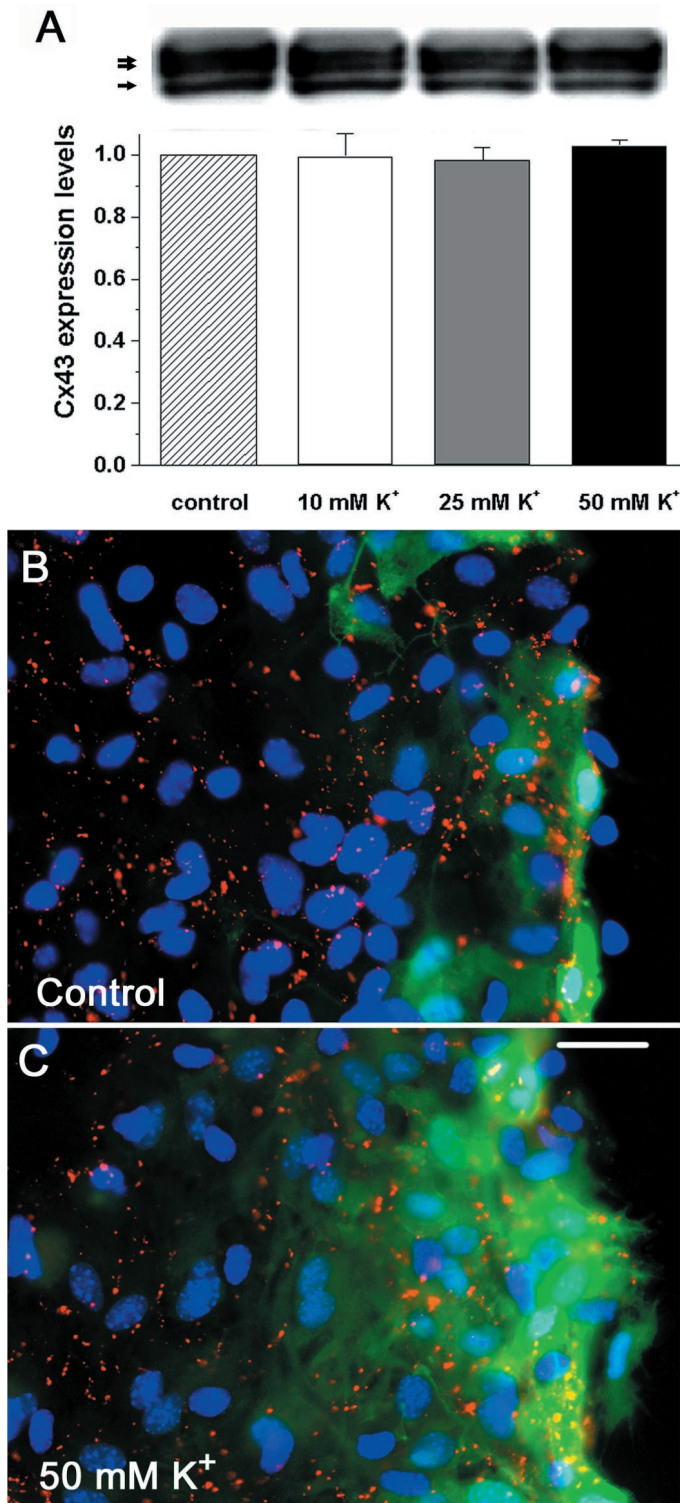 A
Cx43 expression levels
1.0
0.8
0.6
0.4
0.2
0.0
control 10 mM K⁺ 25 mM K⁺ 50 mM K⁺
B
Control
C
50 mM K⁺